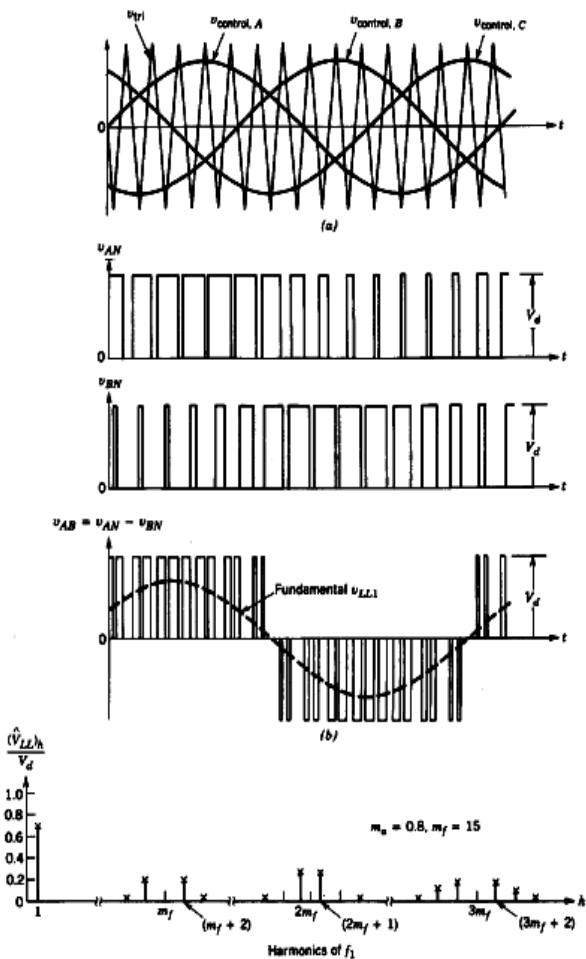 v_tri v_control, A v_control, B v_control, C
0 t
(a)
v_AN
V_d
0 t
v_BN
V_d
0 t
v_AB = v_AN − v_BN
Fundamental v_LL1
V_d
0 t
(b)
(V̂_LL)_h
V_d
1.0
0.8
0.6
0.4
0.2
0
m_a = 0.8, m_f = 15
1 m_f 2m_f 3m_f h
(m_f + 2) (2m_f + 1) (3m_f + 2)
Harmonics of f_1